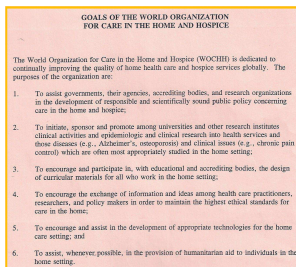 GOALS OF THE WORLD ORGANIZATION
FOR CARE IN THE HOME AND HOSPICE
The World Organization for Care in the Home and Hospice (WOCHH) is dedicated to
continually improving the quality of home health care and hospice services globally. The
purposes of the organization are:
1. To assist governments, their agencies, accrediting bodies, and research organizations
in the development of responsible and scientifically sound public policy concerning
care in the home and hospice;
2. To initiate, sponsor and promote among universities and other research institutes
clinical activities and epidemiologic and clinical research into health services and
those diseases (e.g., Alzheimer's, osteoporosis) and clinical issues (e.g., chronic pain
control) which are often most appropriately studied in the home setting;
3. To encourage and participate in, with educational and accrediting bodies, the design
of curricular materials for all who work in the home setting;
4. To encourage the exchange of information and ideas among health care practitioners,
researchers, and policy makers in order to maintain the highest ethical standards for
care in the home;
5. To encourage and assist in the development of appropriate technologies for the home
care setting; and
6. To assist, whenever possible, in the provision of humanitarian aid to individuals in the
home setting.